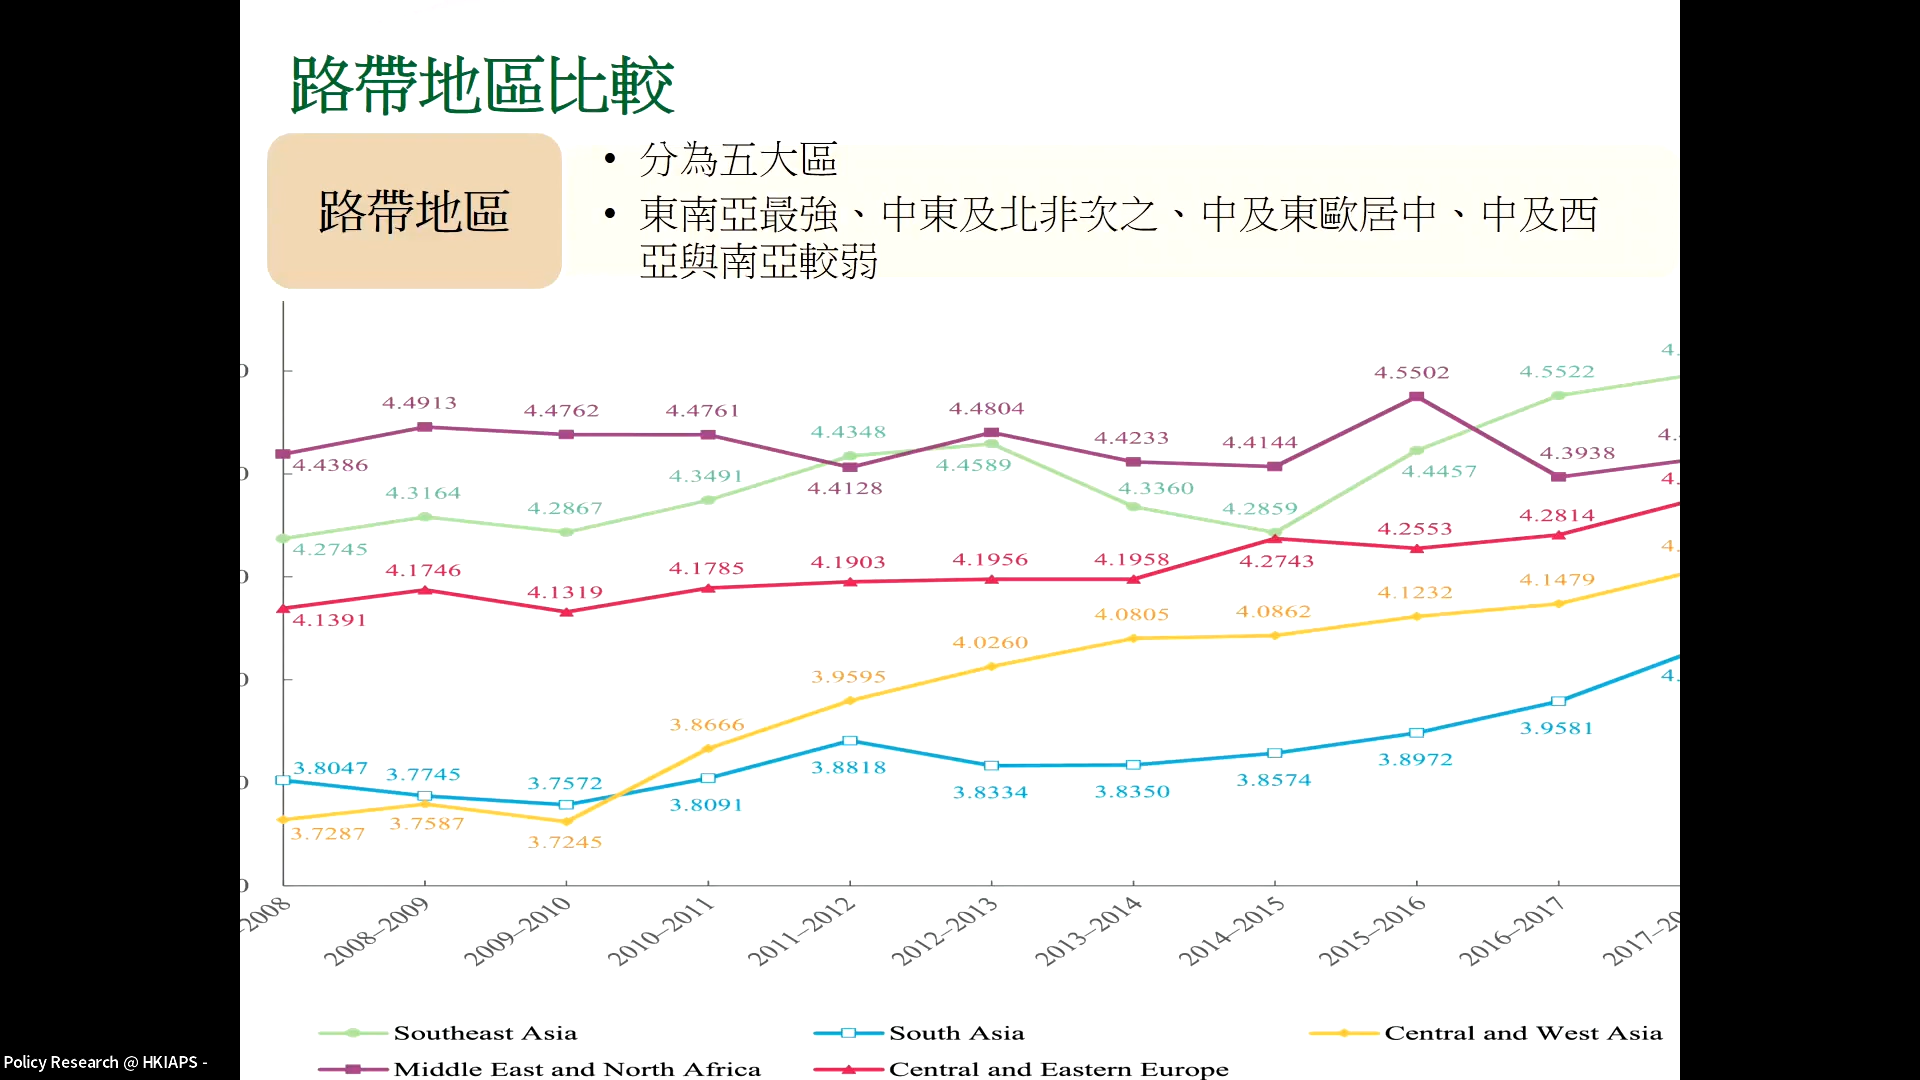 路帶地區比較
路帶地區
• 分為五大區
• 東南亞最強、中東及北非次之、中及東歐居中、中及西
亞與南亞較弱
4.4386 4.4913 4.4762 4.4761 4.4128 4.4804 4.4233 4.4144 4.5502 4.3938
4.2745 4.3164 4.2867 4.3491 4.4348 4.4589 4.3360 4.2859 4.4457 4.5522
4.1391 4.1746 4.1319 4.1785 4.1903 4.1956 4.1958 4.2743 4.2553 4.2814
3.7287 3.7587 3.7245 3.8666 3.9595 4.0260 4.0805 4.0862 4.1232 4.1479
3.8047 3.7745 3.7572 3.8091 3.8818 3.8334 3.8350 3.8574 3.8972 3.9581
–2008 2008–2009 2009–2010 2010–2011 2011–2012 2012–2013 2013–2014 2014–2015 2015–2016 2016–2017 2017–20
Southeast Asia South Asia Central and West Asia
Middle East and North Africa Central and Eastern Europe
Policy Research @ HKIAPS -